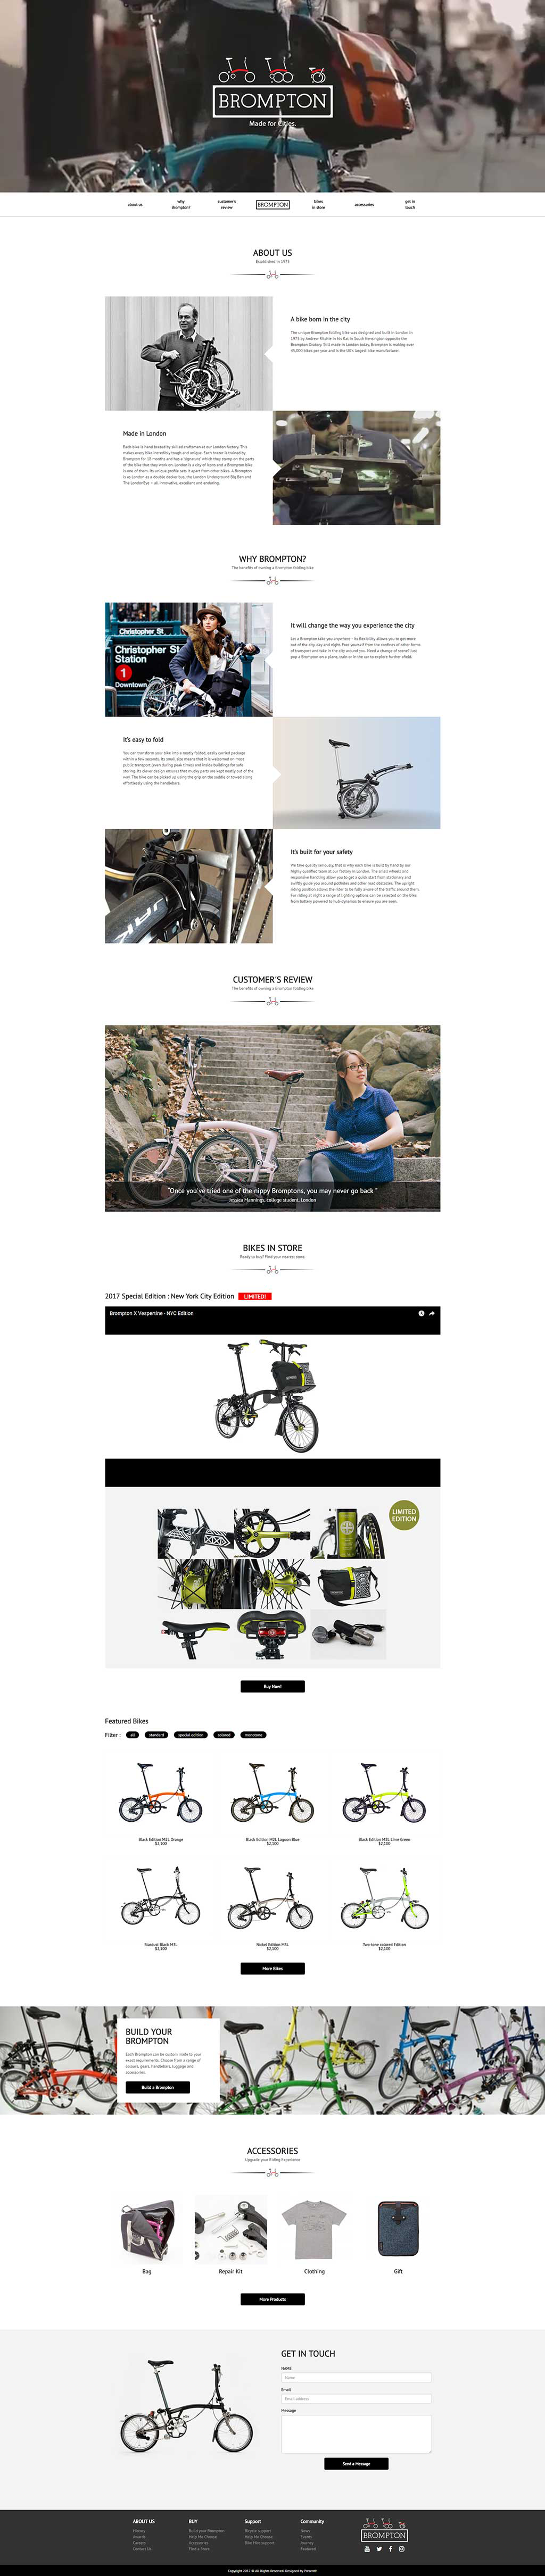 BROMPTON
Made for Cities.
about us
why
Brompton?
customer's
review
BROMPTON
bikes
in store
accessories
get in
touch
ABOUT US
Established in 1975
A bike born in the city
The unique Brompton folding bike was designed and built in London in
1975 by Andrew Ritchie in his flat in South Kensington opposite the
Brompton Oratory. Still made in London today, Brompton is making over
45,000 bikes per year and is the UK's largest bike manufacturer.
Made in London
Each bike is hand brazed by skilled craftsmen at our London factory. This
makes every bike incredibly tough and unique. Each brazer is trained by
Brompton for 18 months and has a 'signature' which they stamp on the parts
of the bike that they work on. London is a city of icons and a Brompton bike
is one of them. Its unique profile sets it apart from other bikes. A Brompton
is as London as a double decker bus, the London Underground Big Ben and
The LondonEye – all innovative, excellent and enduring.
WHY BROMPTON?
The benefits of owning a Brompton folding bike
Christopher St
Christopher St
Station
1
Downtown
It will change the way you experience the city
Let a Brompton take you anywhere - its flexibility allows you to get more
out of the city, day and night. Free yourself from the confines of other forms
of transport and take in the city around you. Need a change of scene? Just
pop a Brompton on a plane, train or in the car to explore further afield.
It's easy to fold
You can transform your bike into a neatly folded, easily carried package
within a few seconds. Its small size means that it is welcomed on most
public transport (even during peak times) and inside buildings for safe
storing. Its clever design ensures that mucky parts are kept neatly out of the
way. The bike can be picked up using the grip on the saddle or towed along
effortlessly using the handlebars.
It's built for your safety
We take quality seriously, that is why each bike is built by hand by our
highly qualified team at our factory in London. The small wheels and
responsive handling allow you to get a quick start from stationary and
swiftly guide you around potholes and other road obstacles. The upright
riding position allows the rider to be fully aware of the traffic around them.
For riding at night a range of lighting options can be selected on the bike,
from battery powered to hub dynamos to ensure you are seen.
CUSTOMER'S REVIEW
The benefits of owning a Brompton folding bike
"Once you've tried one of the nippy Bromptons, you may never go back "
Jessica Mannings, college student, London
BIKES IN STORE
Ready to buy? Find your nearest store.
2017 Special Edition : New York City Edition LIMITED!
Brompton X Vespertine - NYC Edition
LIMITED
EDITION
Buy Now!
Featured Bikes
Filter : all standard special edition colored monotone
Black Edition M2L Orange
$2,100
Black Edition M2L Lagoon Blue
$2,100
Black Edition M2L Lime Green
$2,100
Stardust Black M3L
$2,100
Nickel Edition M3L
$2,100
Two-tone colored Edition
$2,100
More Bikes
BUILD YOUR
BROMPTON
Each Brompton can be custom made to your
exact requirements. Choose from a range of
colours, gears, handlebars, luggage and
accessories.
Build a Brompton
ACCESSORIES
Upgrade your Riding Experience
Bag
Repair Kit
Clothing
Gift
More Products
GET IN TOUCH
NAME
Name
Email
Email address
Message
Send a Message
ABOUT US
History
Awards
Careers
Contact Us
BUY
Build your Brompton
Help Me Choose
Accessories
Find a Store
Support
Bicycle support
Help Me Choose
Bike Hire support
Community
News
Events
Journey
Featured
BROMPTON